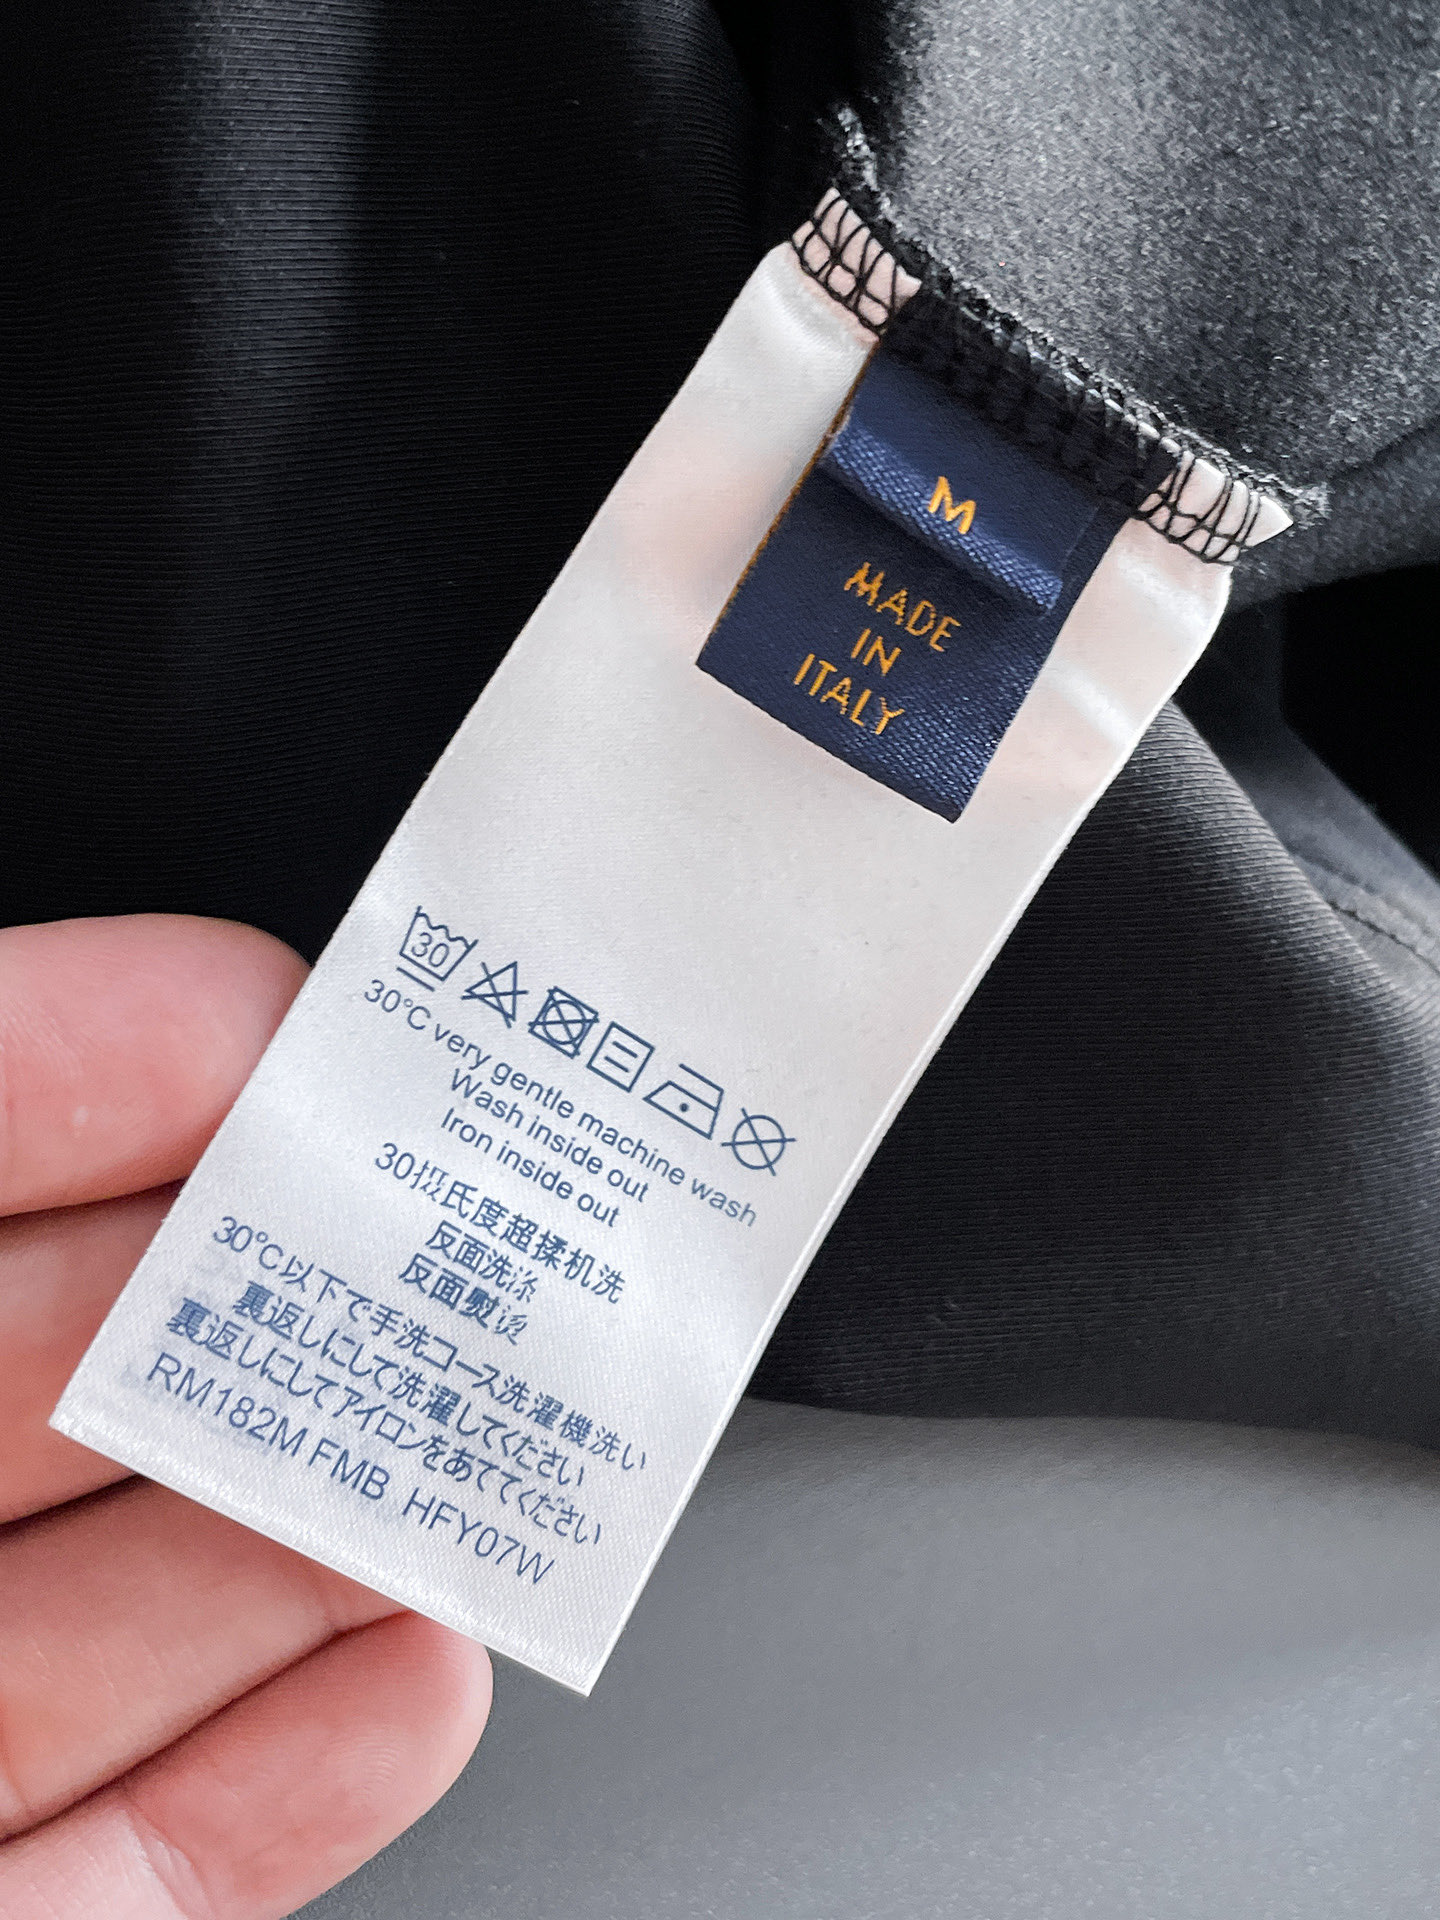 M
MADE
IN
ITALY
30
30°C very gentle machine wash
Wash inside out
Iron inside out
30摄氏度超揉机洗
反面洗涤
反面熨烫
30°C以下で手洗コース洗濯機洗い
裏返しにして洗濯してください
裏返しにしてアイロンをあててください
RM182M FMB HFY07W